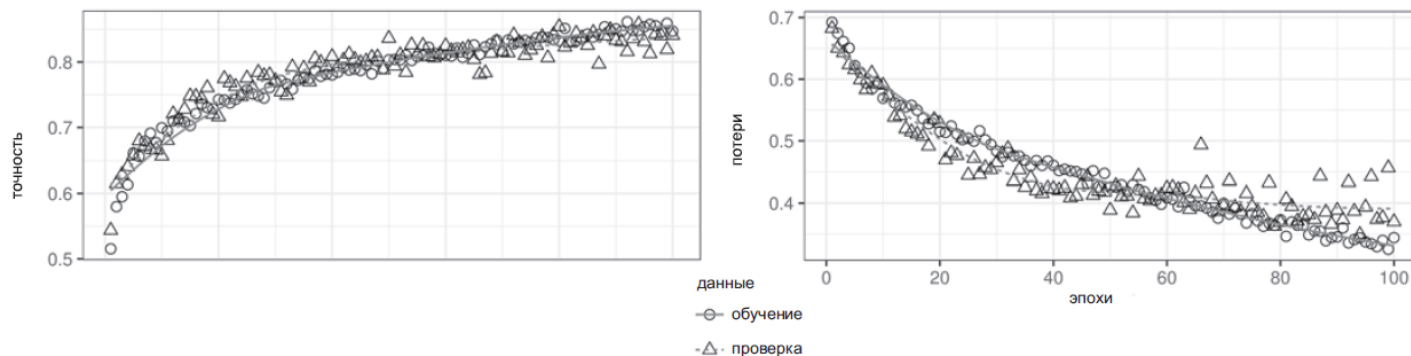 точность
0.8
0.7
0.6
0.5
потери
0.7
0.6
0.5
0.4
0
20
40
60
80
100
эпохи
данные
обучение
проверка